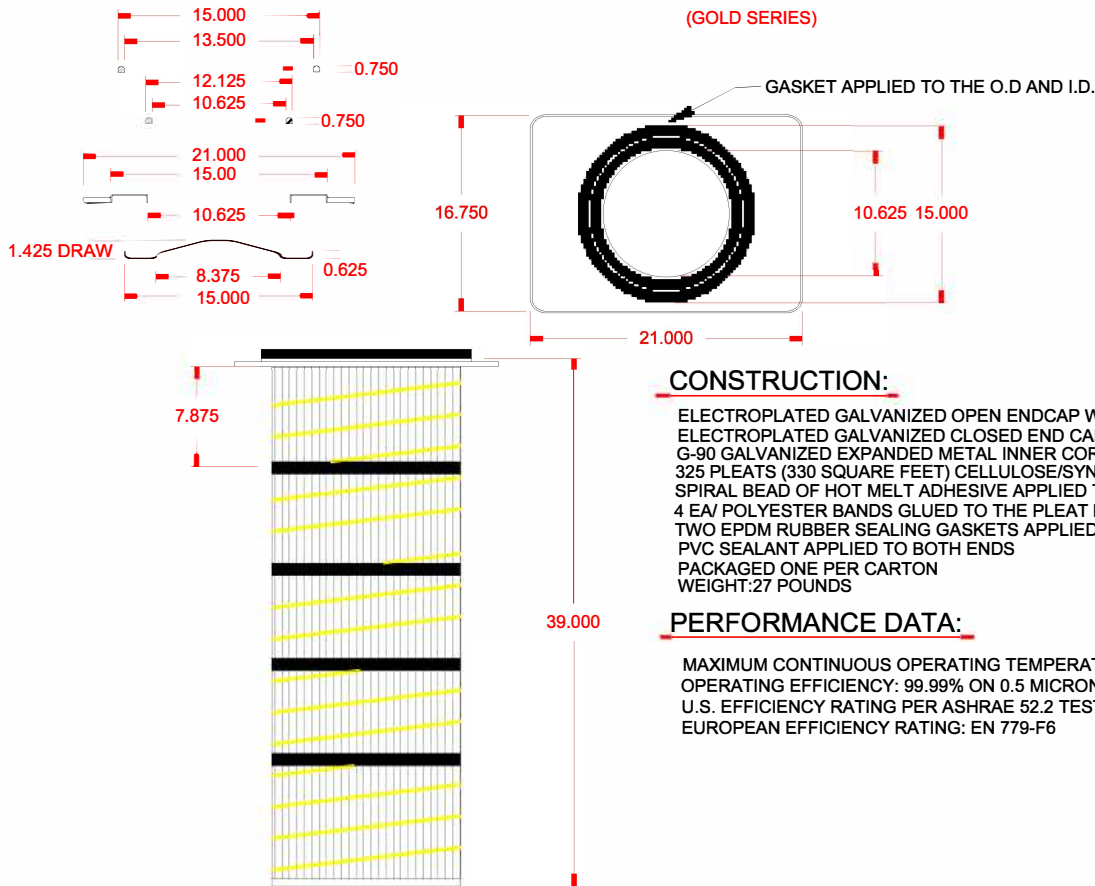 (GOLD SERIES)
15.000
13.500
0.750
12.125
10.625
0.750
21.000
15.00
10.625
1.425 DRAW
0.625
8.375
15.000
GASKET APPLIED TO THE O.D AND I.D.
16.750
10.625
15.000
21.000
7.875
39.000
CONSTRUCTION:
ELECTROPLATED GALVANIZED OPEN ENDCAP W
ELECTROPLATED GALVANIZED CLOSED END CA
G-90 GALVANIZED EXPANDED METAL INNER COR
325 PLEATS (330 SQUARE FEET) CELLULOSE/SYN
SPIRAL BEAD OF HOT MELT ADHESIVE APPLIED T
4 EA/ POLYESTER BANDS GLUED TO THE PLEAT
TWO EPDM RUBBER SEALING GASKETS APPLIED
PVC SEALANT APPLIED TO BOTH ENDS
PACKAGED ONE PER CARTON
WEIGHT:27 POUNDS
PERFORMANCE DATA:
MAXIMUM CONTINUOUS OPERATING TEMPERAT
OPERATING EFFICIENCY: 99.99% ON 0.5 MICRON
U.S. EFFICIENCY RATING PER ASHRAE 52.2 TEST
EUROPEAN EFFICIENCY RATING: EN 779-F6